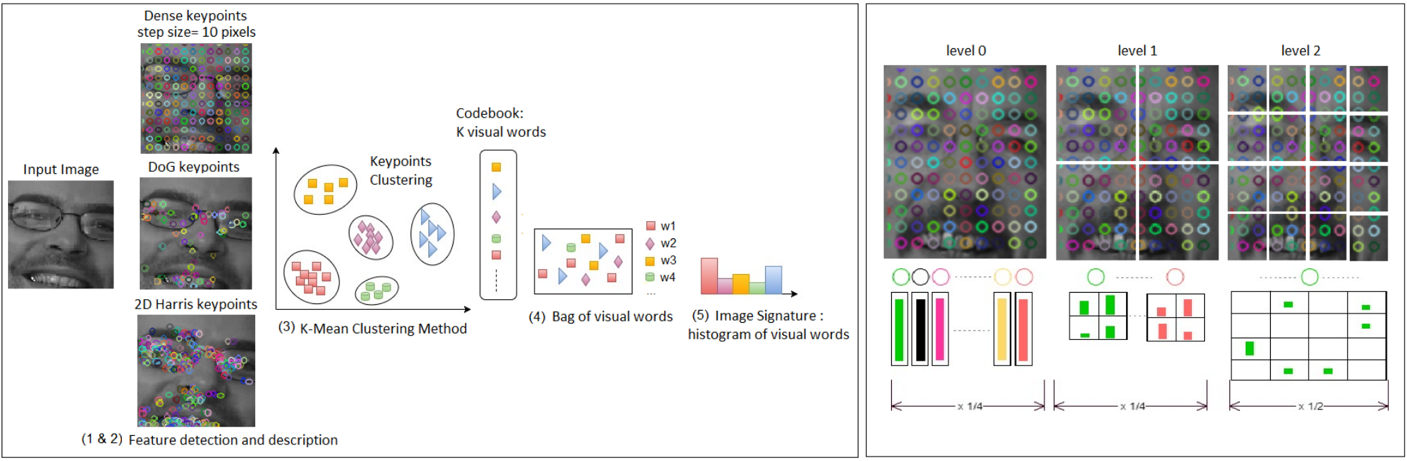 Dense keypoints
step size= 10 pixels
Input Image
DoG keypoints
2D Harris keypoints
(1 & 2) Feature detection and description
Keypoints
Clustering
(3) K-Mean Clustering Method
Codebook:
K visual words
w1
w2
w3
w4
...
(4) Bag of visual words
(5) Image Signature :
histogram of visual words
level 0
level 1
level 2
x 1/4
x 1/4
x 1/2